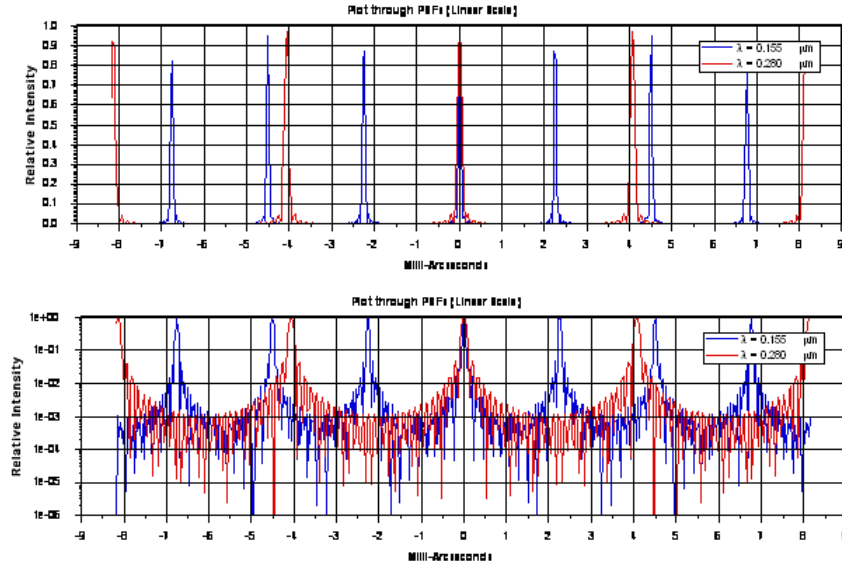 Plot through PSFs (Linear Scale)
1.0
0.9
0.8
0.7
0.6
0.5
0.4
0.3
0.2
0.1
0.0
Relative Intensity
λ = 0.155 µm
λ = 0.280 µm
-9 -8 -7 -6 -5 -4 -3 -2 -1 0 1 2 3 4 5 6 7 8 9
Milli-Arcseconds
Plot through PSFs (Linear Scale)
1e+00
1e-01
1e-02
1e-03
1e-04
1e-05
1e-06
Relative Intensity
λ = 0.155 µm
λ = 0.280 µm
-9 -8 -7 -6 -5 -4 -3 -2 -1 0 1 2 3 4 5 6 7 8 9
Milli-Arcseconds